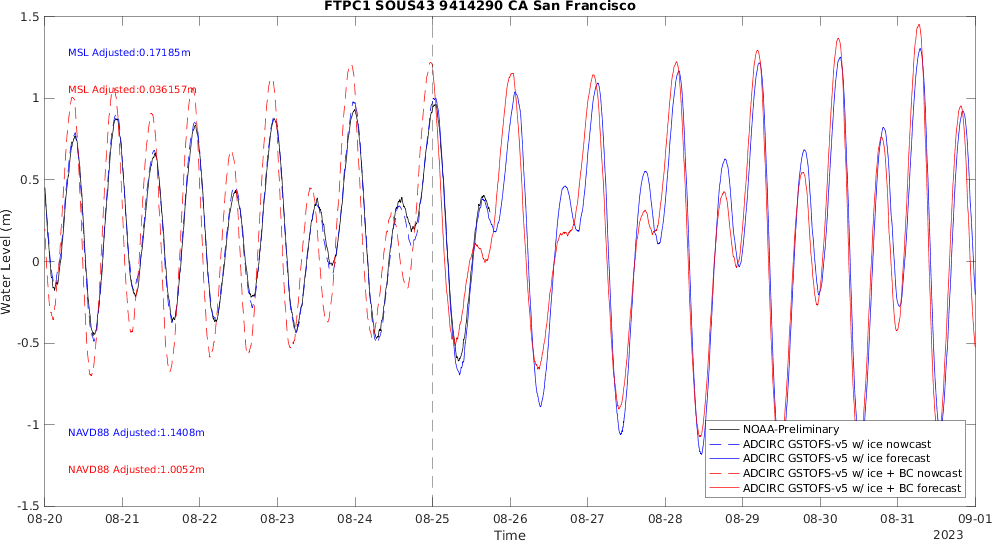 FTPC1 SOUS43 9414290 CA San Francisco
1.5
1
0.5
0
-0.5
-1
-1.5
Water Level (m)
MSL Adjusted:0.17185m
MSL Adjusted:0.036157m
NAVD88 Adjusted:1.1408m
NAVD88 Adjusted:1.0052m
NOAA-Preliminary
ADCIRC GSTOFS-v5 w/ ice nowcast
ADCIRC GSTOFS-v5 w/ ice forecast
ADCIRC GSTOFS-v5 w/ ice + BC nowcast
ADCIRC GSTOFS-v5 w/ ice + BC forecast
08-20 08-21 08-22 08-23 08-24 08-25 08-26 08-27 08-28 08-29 08-30 08-31 09-01
Time
2023